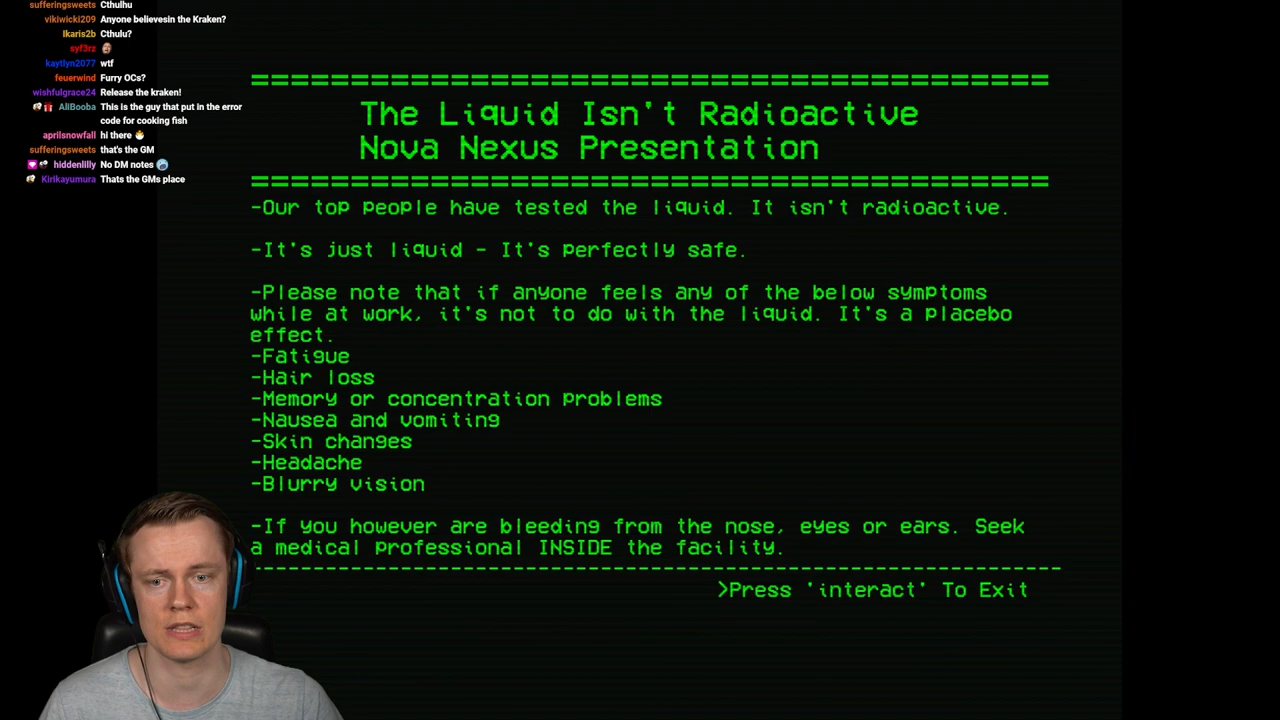 sufferingsweets Cthulhu
vikiwicki209 Anyone believesin the Kraken?
Ikaris2b Cthulu?
syf3rz
kaytlyn2077 wtf
feuerwind Furry OCs?
wishfulgrace24 Release the kraken!
AliBooba This is the guy that put in the error
code for cooking fish
aprilsnowfall hi there
sufferingsweets that's the GM
hiddenlilly No DM notes
Kirikayumura Thats the GMs place
========================================
The Liquid Isn't Radioactive
Nova Nexus Presentation
========================================
-Our top people have tested the liquid. It isn't radioactive.
-It's just liquid - It's perfectly safe.
-Please note that if anyone feels any of the below symptoms
while at work, it's not to do with the liquid. It's a placebo
effect.
-Fatigue
-Hair loss
-Memory or concentration problems
-Nausea and vomiting
-Skin changes
-Headache
-Blurry vision
-If you however are bleeding from the nose, eyes or ears. Seek
a medical professional INSIDE the facility.
-----------------------------------------------------------------
>Press 'interact' To Exit